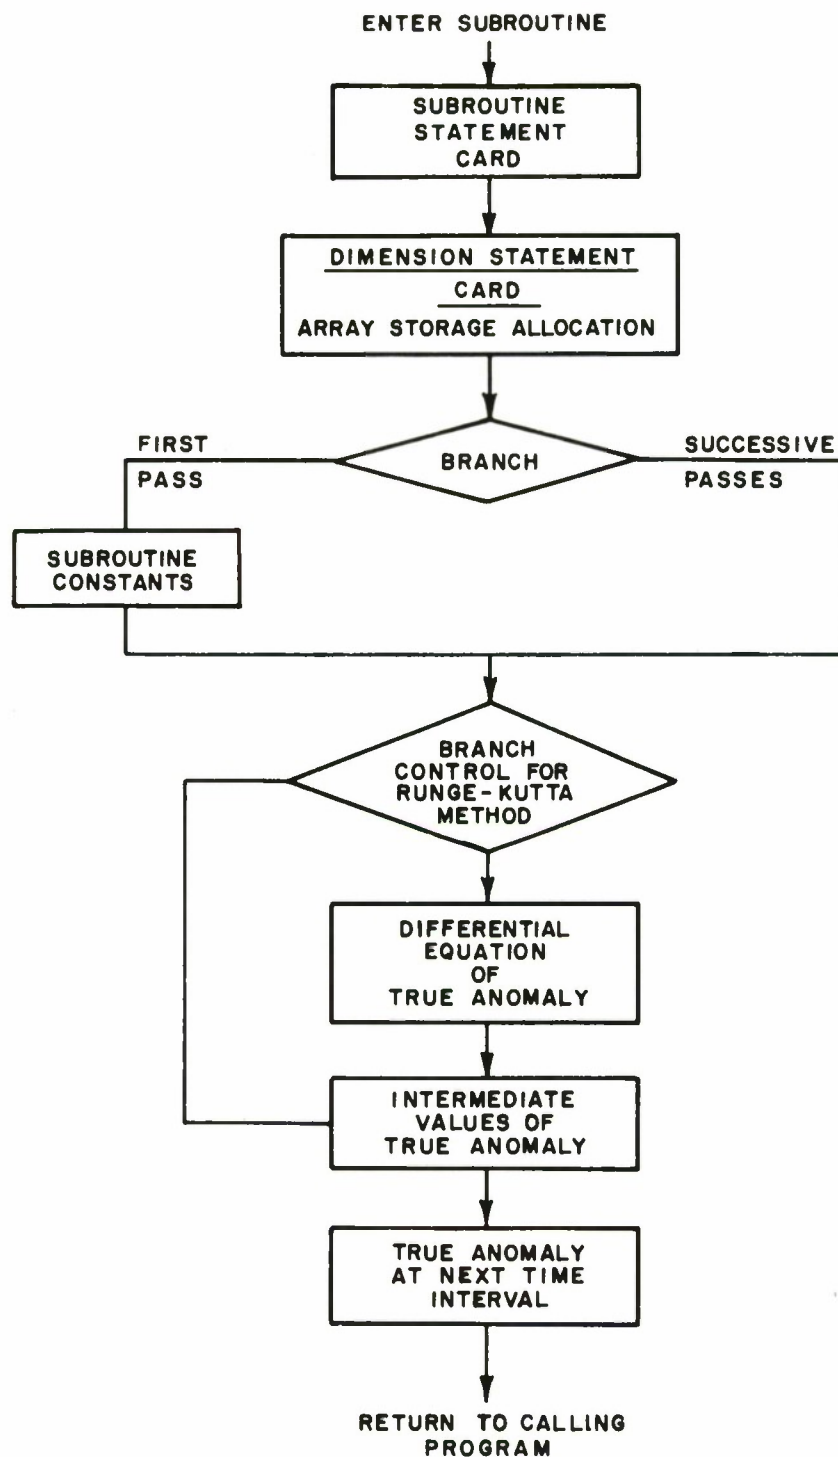 ENTER SUBROUTINE
SUBROUTINE
STATEMENT
CARD
DIMENSION STATEMENT
CARD
ARRAY STORAGE ALLOCATION
FIRST
PASS
BRANCH
SUCCESSIVE
PASSES
SUBROUTINE
CONSTANTS
BRANCH
CONTROL FOR
RUNGE-KUTTA
METHOD
DIFFERENTIAL
EQUATION
OF
TRUE ANOMALY
INTERMEDIATE
VALUES OF
TRUE ANOMALY
TRUE ANOMALY
AT NEXT TIME
INTERVAL
RETURN TO CALLING
PROGRAM